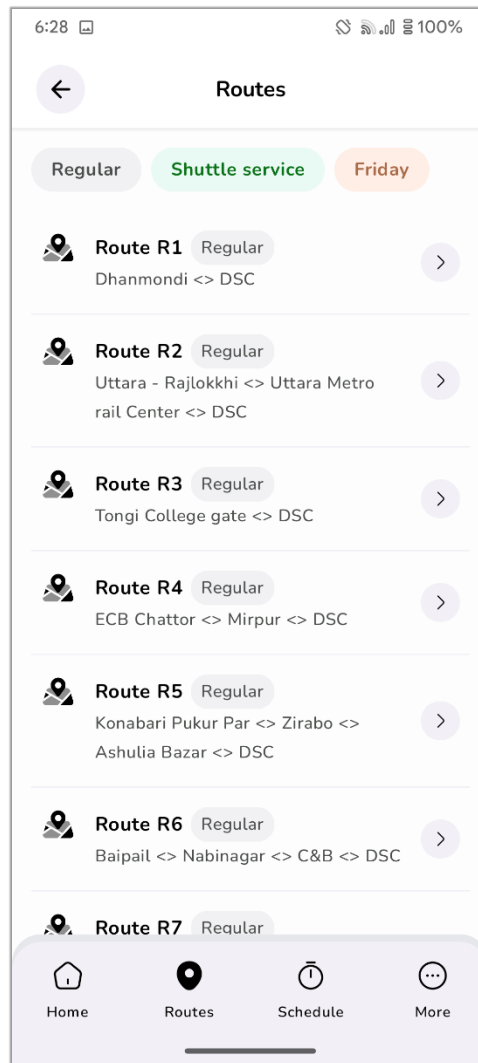 6:28 100%
Routes
Regular Shuttle service Friday
Route R1 Regular
Dhanmondi <> DSC
Route R2 Regular
Uttara - Rajlokkhi <> Uttara Metro
rail Center <> DSC
Route R3 Regular
Tongi College gate <> DSC
Route R4 Regular
ECB Chattor <> Mirpur <> DSC
Route R5 Regular
Konabari Pukur Par <> Zirabo <>
Ashulia Bazar <> DSC
Route R6 Regular
Baipail <> Nabinagar <> C&B <> DSC
Route R7 Regular
Home Routes Schedule More